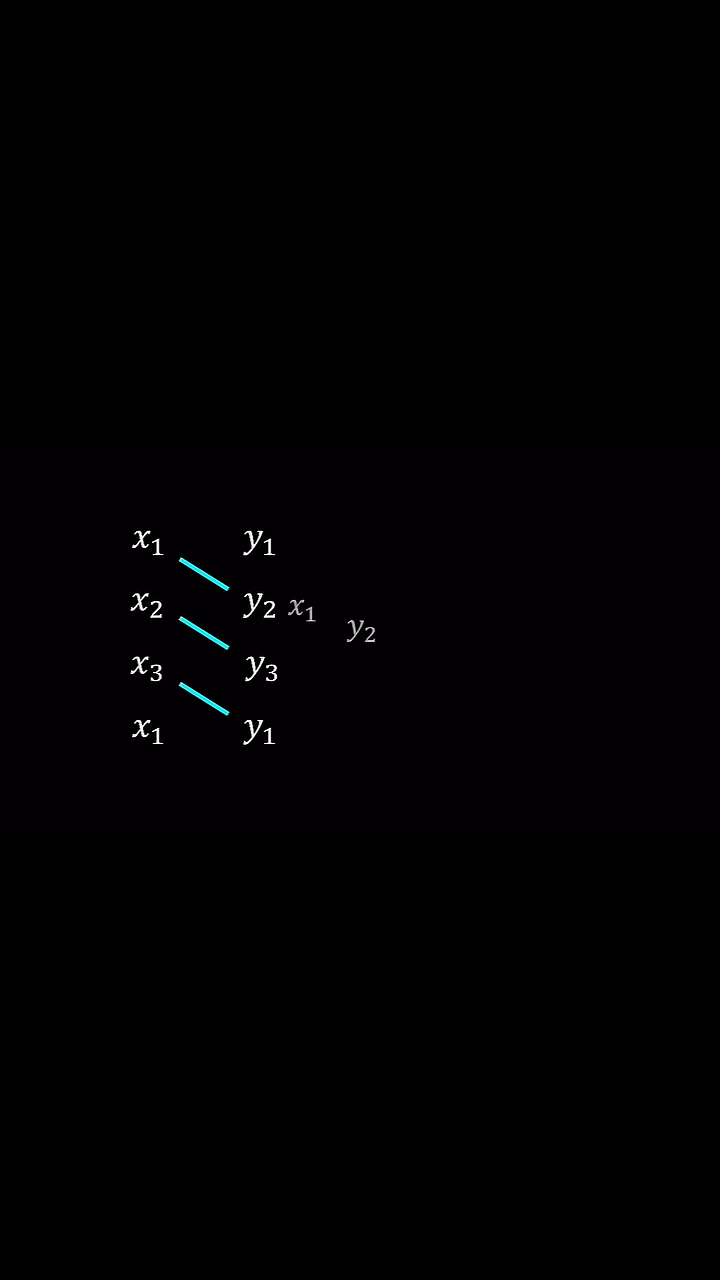 x₁ y₁
x₂ y₂ x₁ y₂
x₃ y₃
x₁ y₁